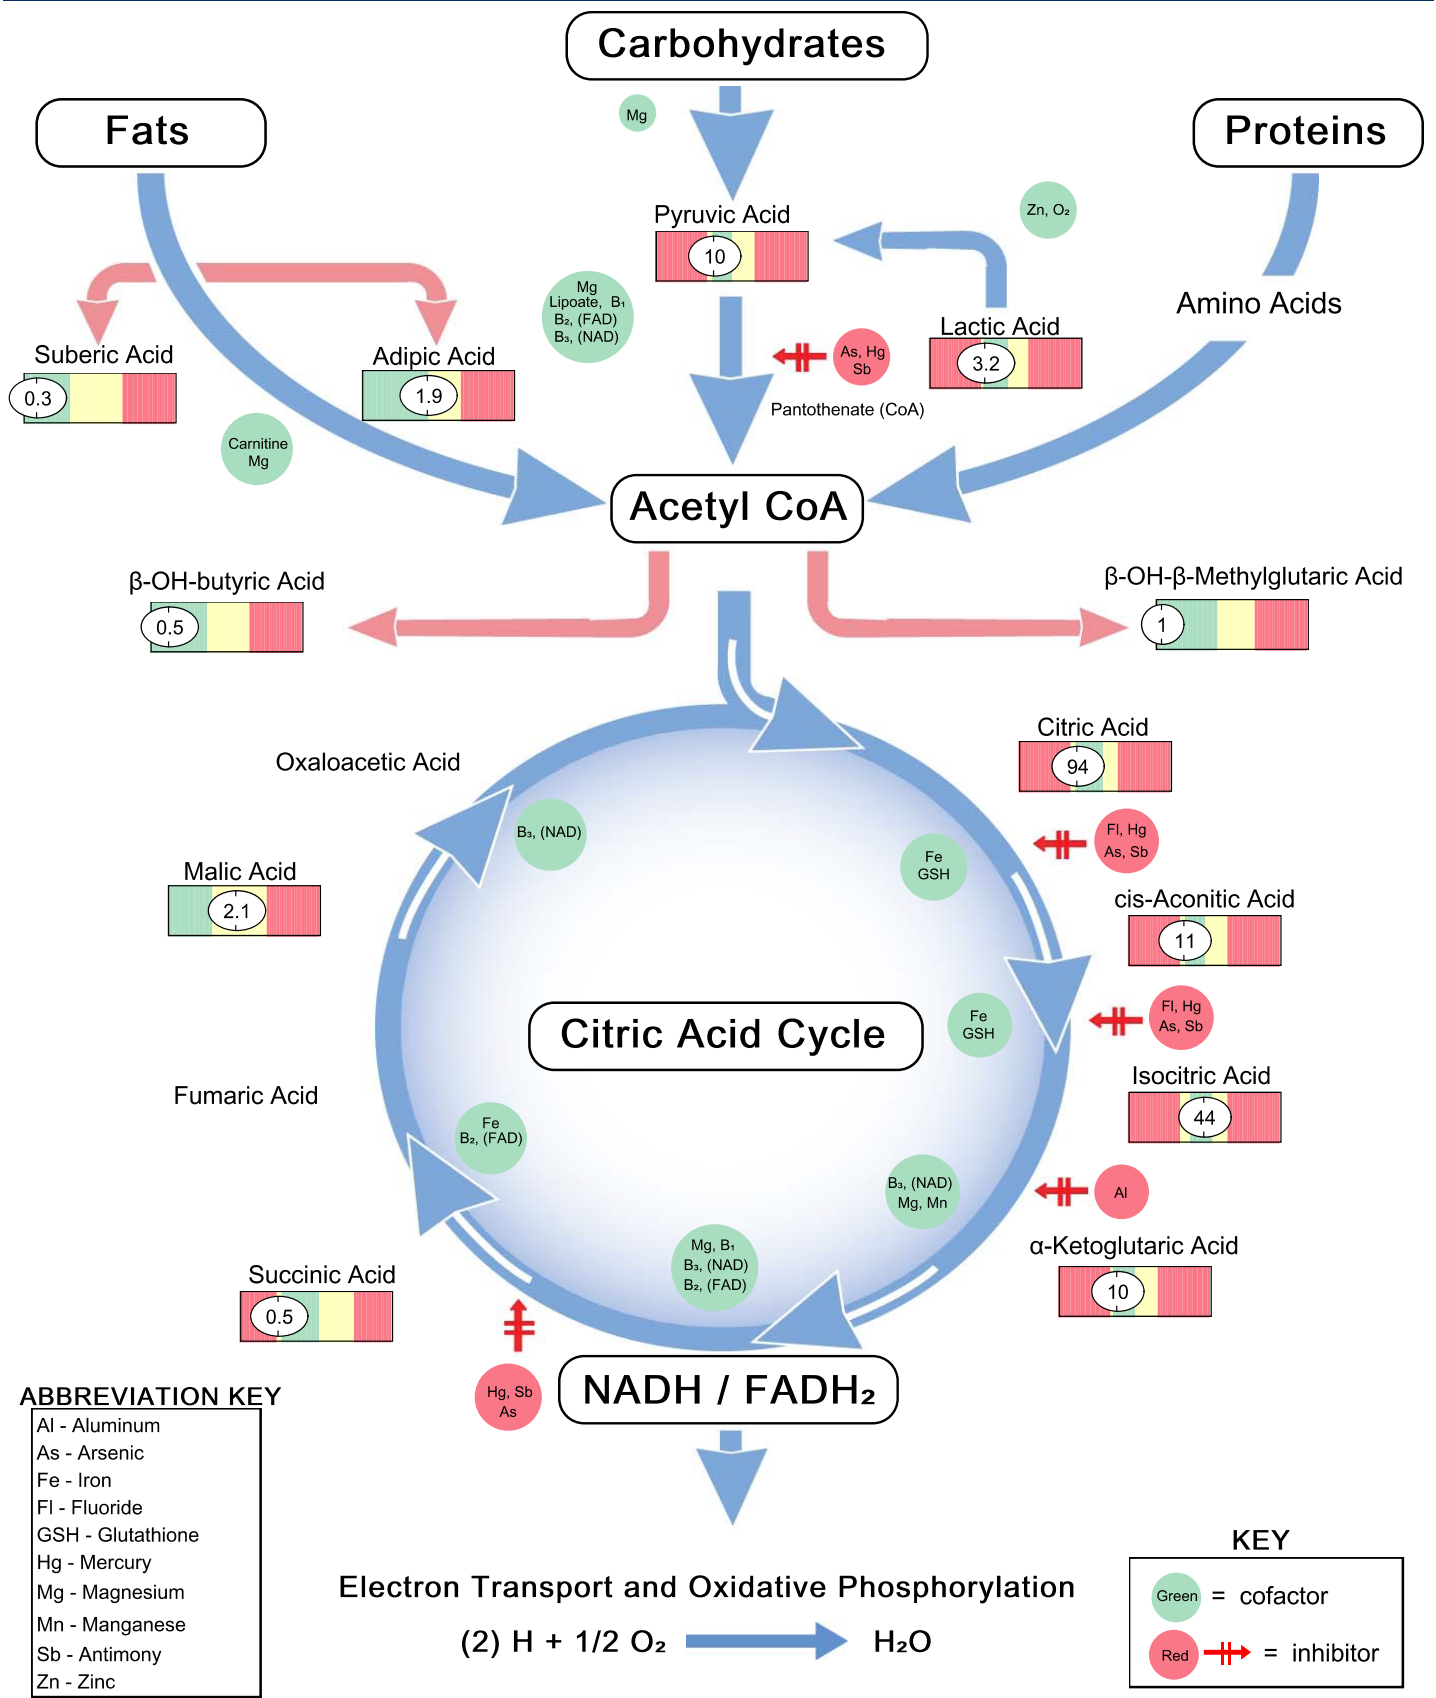 Carbohydrates
Fats
Proteins
Mg
Zn, O₂
Pyruvic Acid
10
Amino Acids
Mg
Lipoate, B₁
B₂, (FAD)
B₃, (NAD)
Lactic Acid
3.2
As, Hg
Sb
Suberic Acid
0.3
Adipic Acid
1.9
Pantothenate (CoA)
Carnitine
Mg
Acetyl CoA
β-OH-butyric Acid
0.5
β-OH-β-Methylglutaric Acid
1
Citric Acid
94
Oxaloacetic Acid
B₃, (NAD)
Fl, Hg
As, Sb
Fe
GSH
Malic Acid
2.1
cis-Aconitic Acid
11
Fl, Hg
As, Sb
Fe
GSH
Citric Acid Cycle
Isocitric Acid
44
Fumaric Acid
Fe
B₂, (FAD)
B₃, (NAD)
Mg, Mn
Al
α-Ketoglutaric Acid
10
Mg, B₁
B₃, (NAD)
B₂, (FAD)
Succinic Acid
0.5
Hg, Sb
As
NADH / FADH₂
ABBREVIATION KEY
Al - Aluminum
As - Arsenic
Fe - Iron
Fl - Fluoride
GSH - Glutathione
Hg - Mercury
Mg - Magnesium
Mn - Manganese
Sb - Antimony
Zn - Zinc
Electron Transport and Oxidative Phosphorylation
(2) H + 1/2 O₂ H₂O
KEY
Green = cofactor
Red = inhibitor